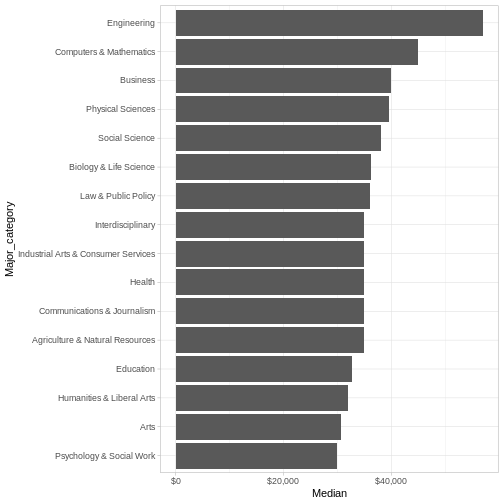 Engineering
Computers & Mathematics
Business
Physical Sciences
Social Science
Biology & Life Science
Law & Public Policy
Interdisciplinary
Industrial Arts & Consumer Services
Health
Communications & Journalism
Agriculture & Natural Resources
Education
Humanities & Liberal Arts
Arts
Psychology & Social Work
Major_category
$0 $20,000 $40,000
Median